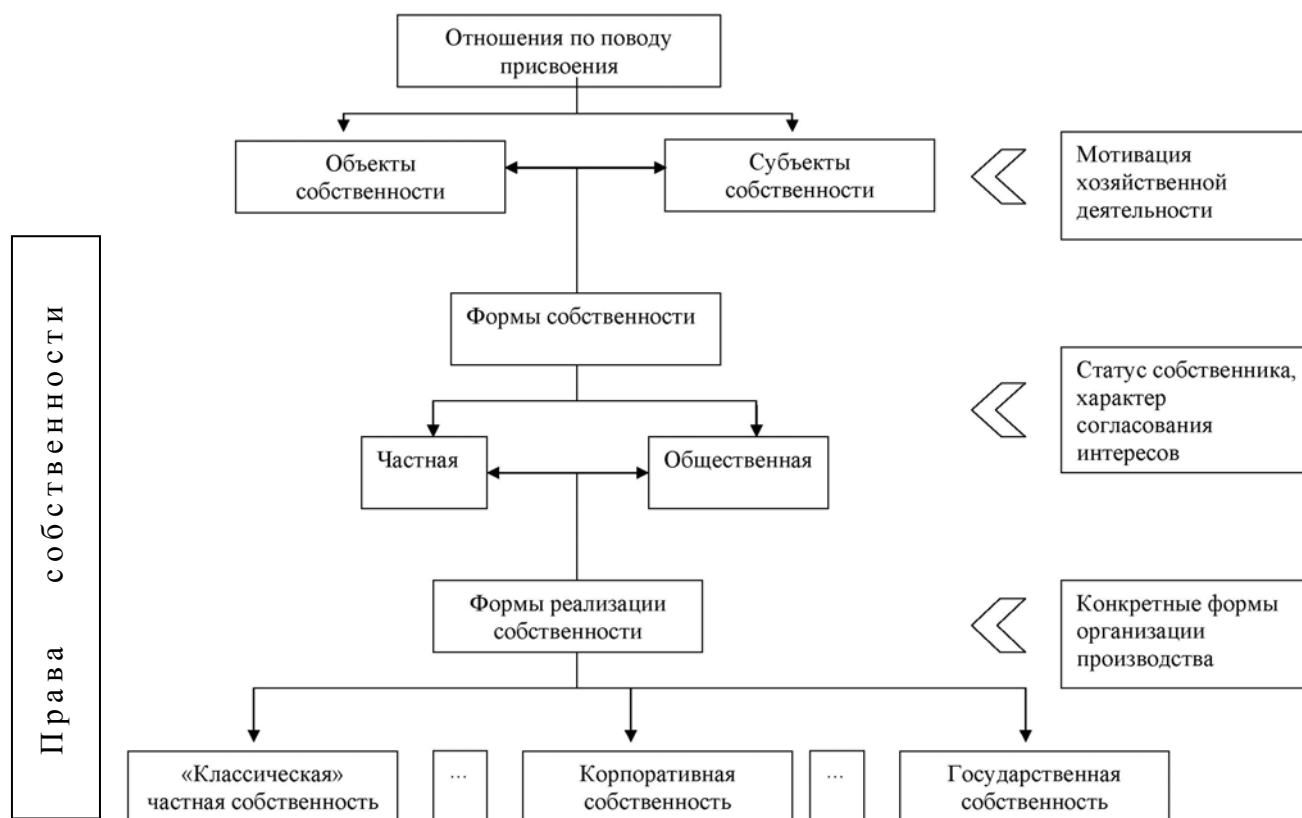 Отношения по поводу
присвоения
Объекты
собственности
Субъекты
собственности
Мотивация
хозяйственной
деятельности
Права собственности
Формы собственности
Статус собственника,
характер
согласования
интересов
Частная
Общественная
Формы реализации
собственности
Конкретные формы
организации
производства
«Классическая»
частная собственность
...
Корпоративная
собственность
...
Государственная
собственность